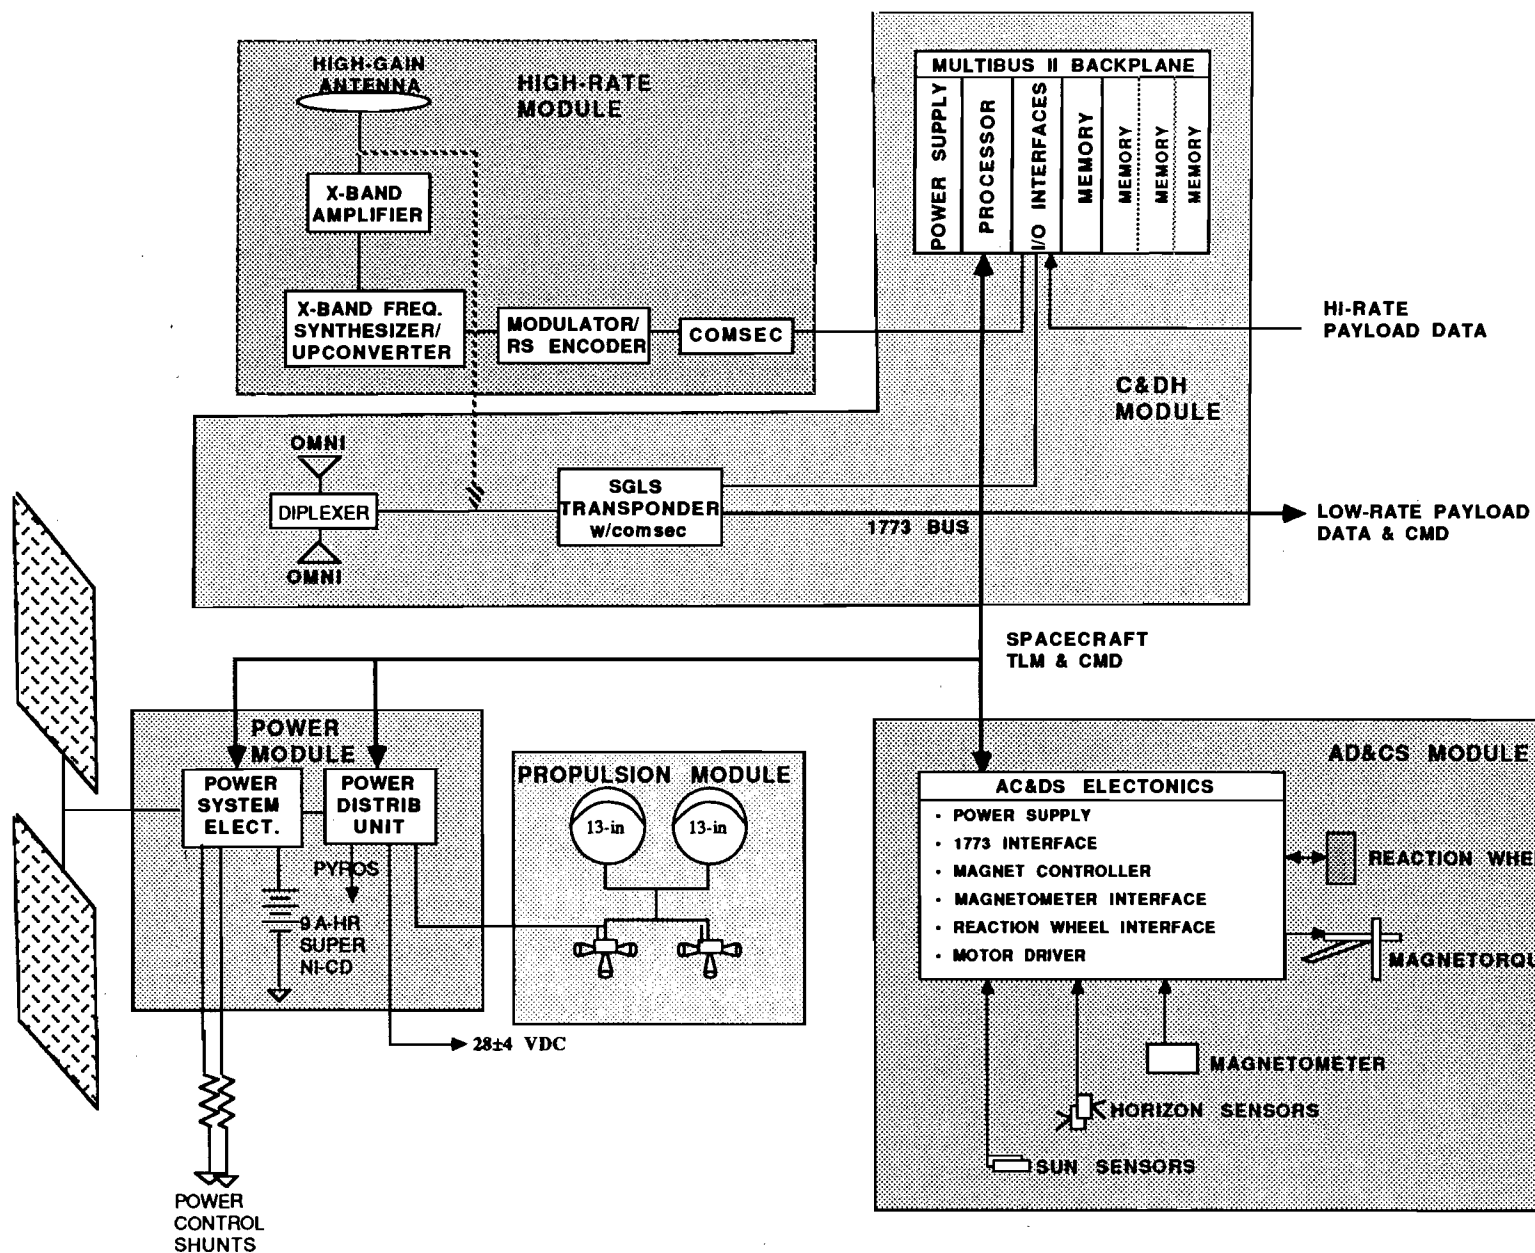 HIGH-GAIN
ANTENNA
HIGH-RATE
MODULE
X-BAND
AMPLIFIER
X-BAND FREQ.
SYNTHESIZER/
UPCONVERTER
MODULATOR/
RS ENCODER
COMSEC
MULTIBUS II BACKPLANE
POWER SUPPLY
PROCESSOR
I/O INTERFACES
MEMORY
MEMORY
MEMORY
MEMORY
HI-RATE
PAYLOAD DATA
C&DH
MODULE
OMNI
DIPLEXER
OMNI
SGLS
TRANSPONDER
w/comsec
1773 BUS
LOW-RATE PAYLOAD
DATA & CMD
SPACECRAFT
TLM & CMD
POWER
MODULE
POWER
SYSTEM
ELECT.
POWER
DISTRIB
UNIT
PYROS
9 A-HR
SUPER
NI-CD
28±4 VDC
POWER
CONTROL
SHUNTS
PROPULSION MODULE
13-in
13-in
AD&CS MODULE
AC&DS ELECTONICS
• POWER SUPPLY
• 1773 INTERFACE
• MAGNET CONTROLLER
• MAGNETOMETER INTERFACE
• REACTION WHEEL INTERFACE
• MOTOR DRIVER
REACTION WHE
MAGNETORQU
MAGNETOMETER
HORIZON SENSORS
SUN SENSORS